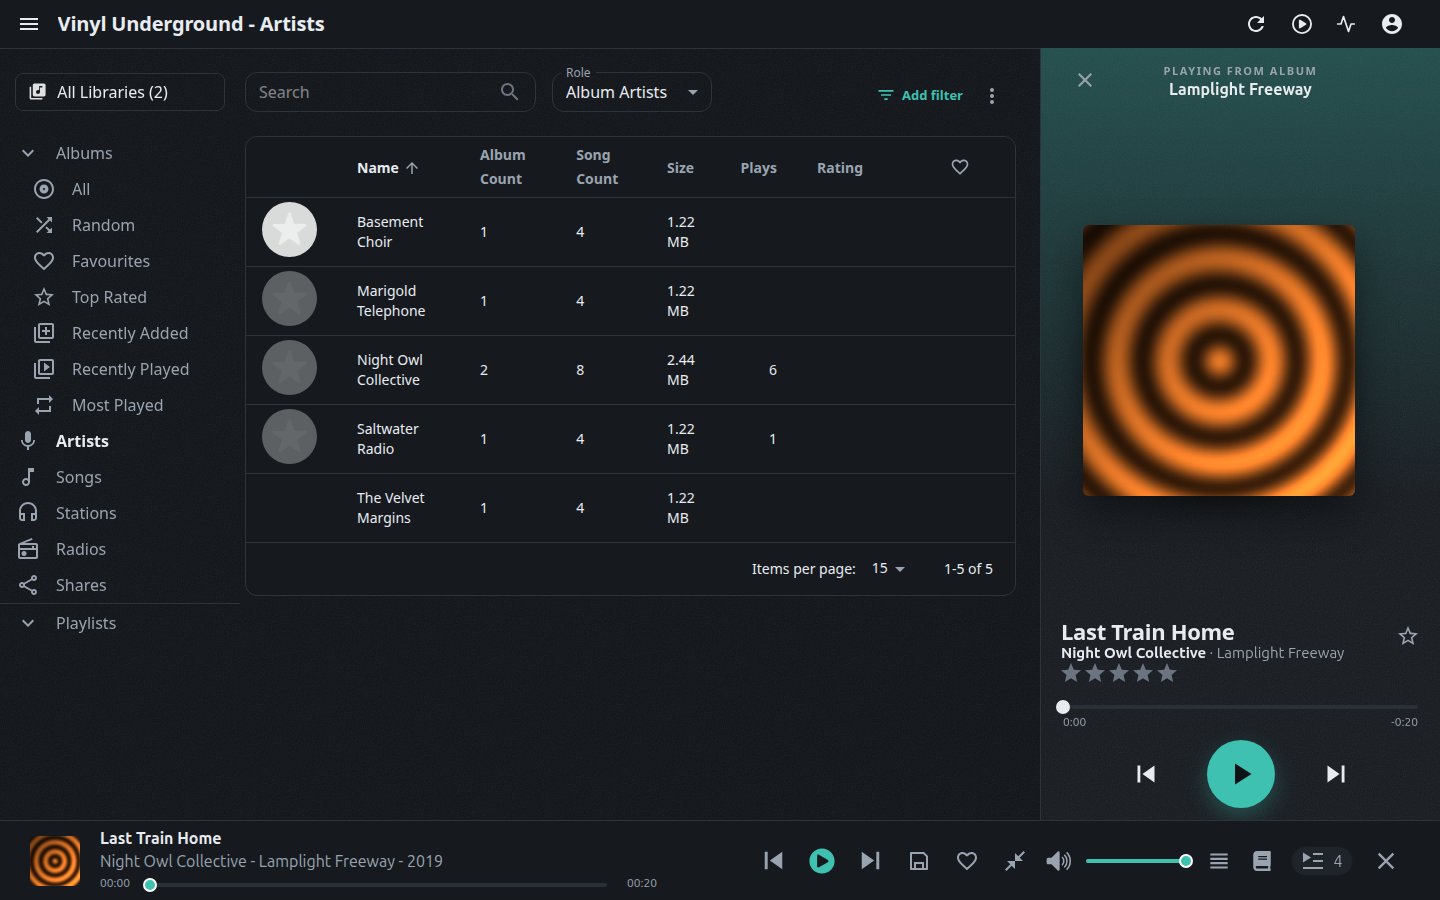 Vinyl Underground - Artists
All Libraries (2)
Albums
All
Random
Favourites
Top Rated
Recently Added
Recently Played
Most Played
Artists
Songs
Stations
Radios
Shares
Playlists
Search
Role
Album Artists
Add filter
Name
Album
Count
Song
Count
Size
Plays
Rating
Basement
Choir
1
4
1.22
MB
Marigold
Telephone
1
4
1.22
MB
Night Owl
Collective
2
8
2.44
MB
6
Saltwater
Radio
1
4
1.22
MB
1
The Velvet
Margins
1
4
1.22
MB
Items per page:
15
1-5 of 5
PLAYING FROM ALBUM
Lamplight Freeway
Last Train Home
Night Owl Collective · Lamplight Freeway
0:00
-0:20
Last Train Home
Night Owl Collective - Lamplight Freeway - 2019
00:00
00:20
4